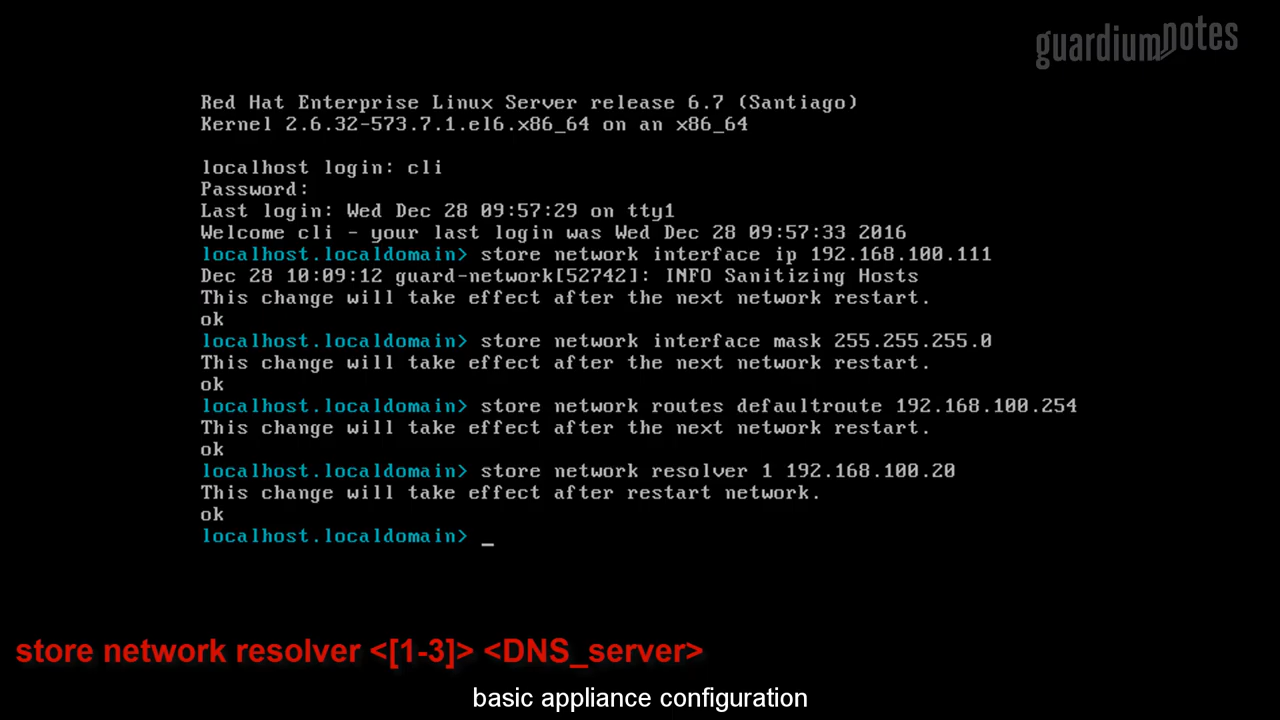 guardiumnotes
Red Hat Enterprise Linux Server release 6.7 (Santiago)
Kernel 2.6.32-573.7.1.el6.x86_64 on an x86_64
localhost login: cli
Password:
Last login: Wed Dec 28 09:57:29 on tty1
Welcome cli - your last login was Wed Dec 28 09:57:33 2016
localhost.localdomain> store network interface ip 192.168.100.111
Dec 28 10:09:12 guard-network[52742]: INFO Sanitizing Hosts
This change will take effect after the next network restart.
ok
localhost.localdomain> store network interface mask 255.255.255.0
This change will take effect after the next network restart.
ok
localhost.localdomain> store network routes defaultroute 192.168.100.254
This change will take effect after the next network restart.
ok
localhost.localdomain> store network resolver 1 192.168.100.20
This change will take effect after restart network.
ok
localhost.localdomain> _
store network resolver <[1-3]> <DNS_server>
basic appliance configuration